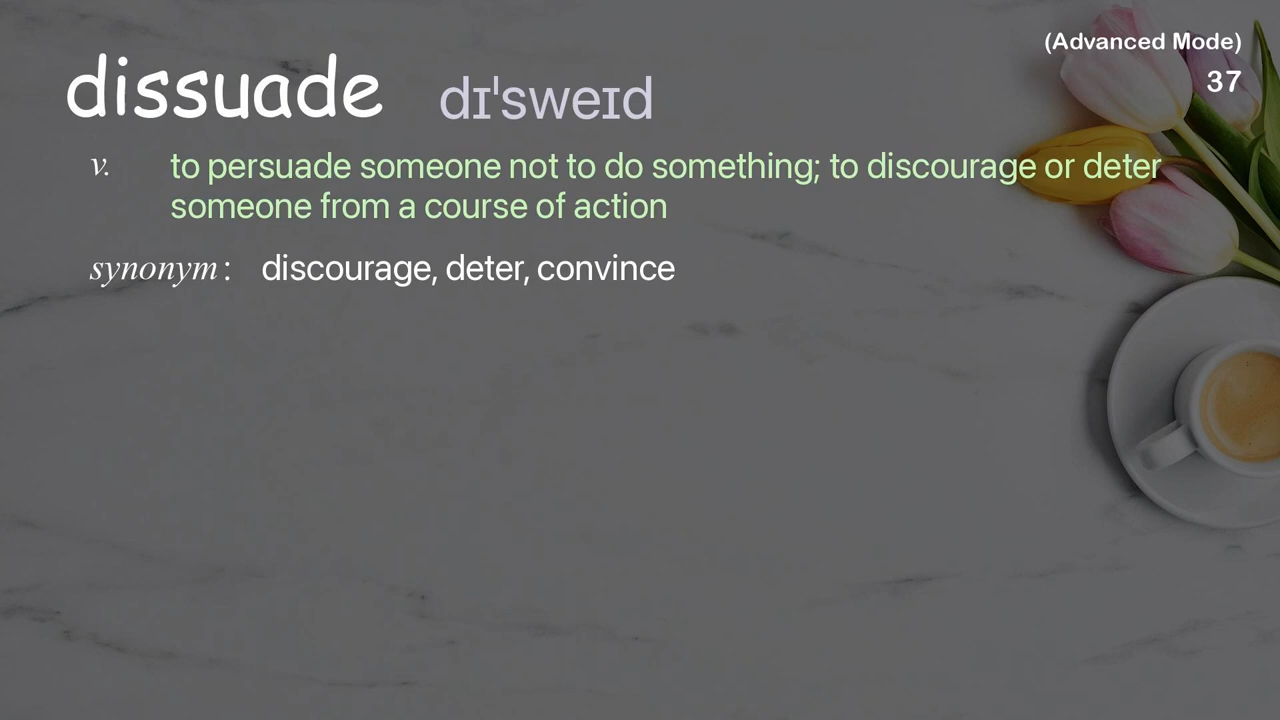 (Advanced Mode)
dissuade dɪˈsweɪd
37
v. to persuade someone not to do something; to discourage or deter
someone from a course of action
synonym: discourage, deter, convince